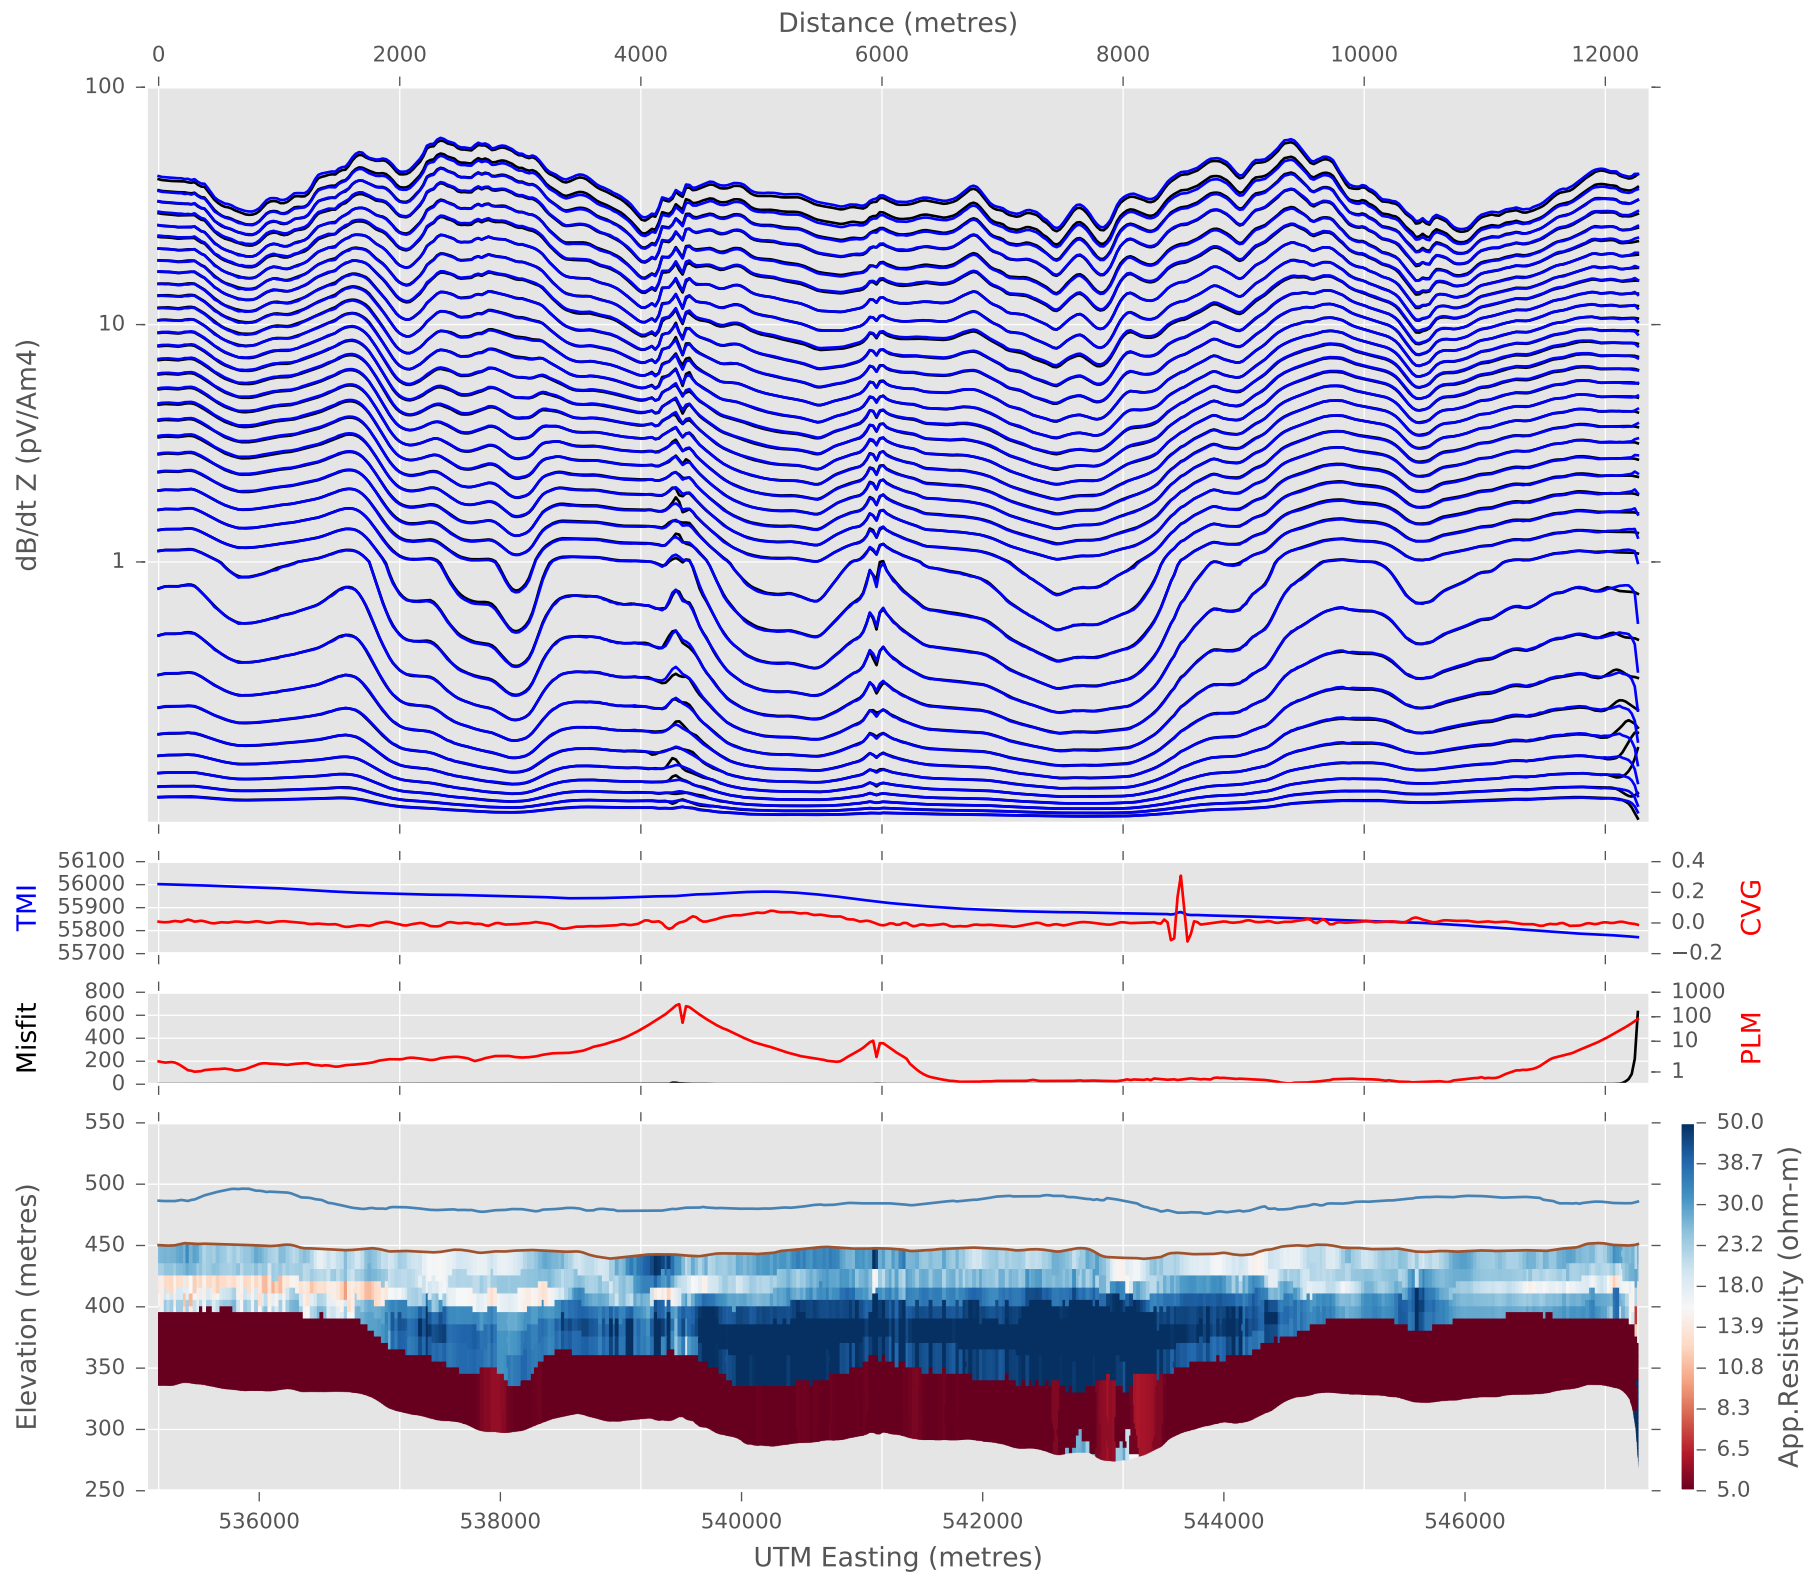 Distance (metres)
0 2000 4000 6000 8000 10000 12000
100
10
1
dB/dt Z (pV/Am4)
56100 0.4
56000 0.2
55900 0.0
55800 −0.2
55700
TMI
CVG
800 1000
600 100
400 10
200 1
0
Misfit
PLM
550 50.0
500 38.7
450 30.0
400 23.2
350 18.0
300 13.9
250 10.8
8.3
6.5
5.0
Elevation (metres)
App.Resistivity (ohm-m)
536000 538000 540000 542000 544000 546000
UTM Easting (metres)